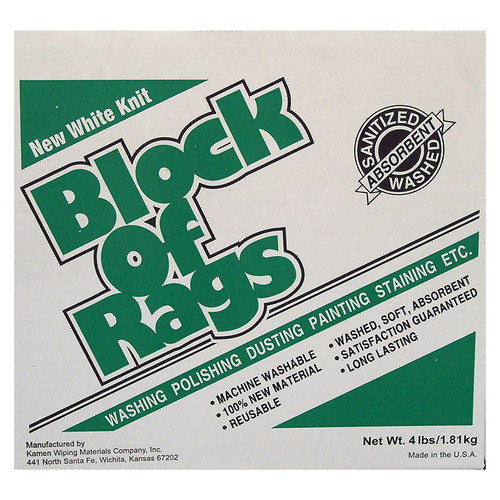 New White Knit
Block
of
Rags
SANITIZED
ABSORBENT
WASHED
WASHING POLISHING DUSTING PAINTING STAINING ETC.
• MACHINE WASHABLE
• 100% NEW MATERIAL
• REUSABLE
• WASHED, SOFT, ABSORBENT
• SATISFACTION GUARANTEED
• LONG LASTING
Manufactured by
Kamen Wiping Materials Company, Inc.
441 North Santa Fe, Wichita, Kansas 67202
Net Wt. 4 lbs/1.81kg
Made in the U.S.A.